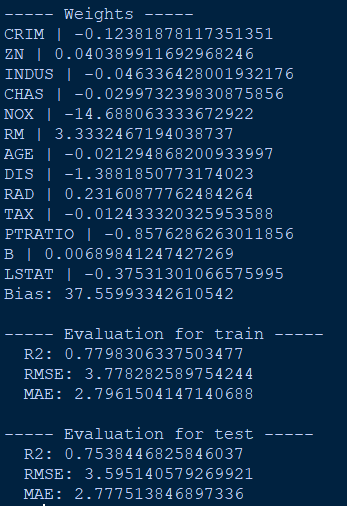 ----- Weights -----
CRIM | -0.12381878117351351
ZN | 0.040389911692968246
INDUS | -0.046336428001932176
CHAS | -0.029973239830875856
NOX | -14.688063333672922
RM | 3.3332467194038737
AGE | -0.021294868200933997
DIS | -1.3881850773174023
RAD | 0.23160877762484264
TAX | -0.012433320325953588
PTRATIO | -0.8576286263011856
B | 0.00689841247427269
LSTAT | -0.37531301066575995
Bias: 37.55993342610542
----- Evaluation for train -----
R2: 0.7798306337503477
RMSE: 3.778282589754244
MAE: 2.7961504147140688
----- Evaluation for test -----
R2: 0.7538446825846037
RMSE: 3.595140579269921
MAE: 2.777513846897336